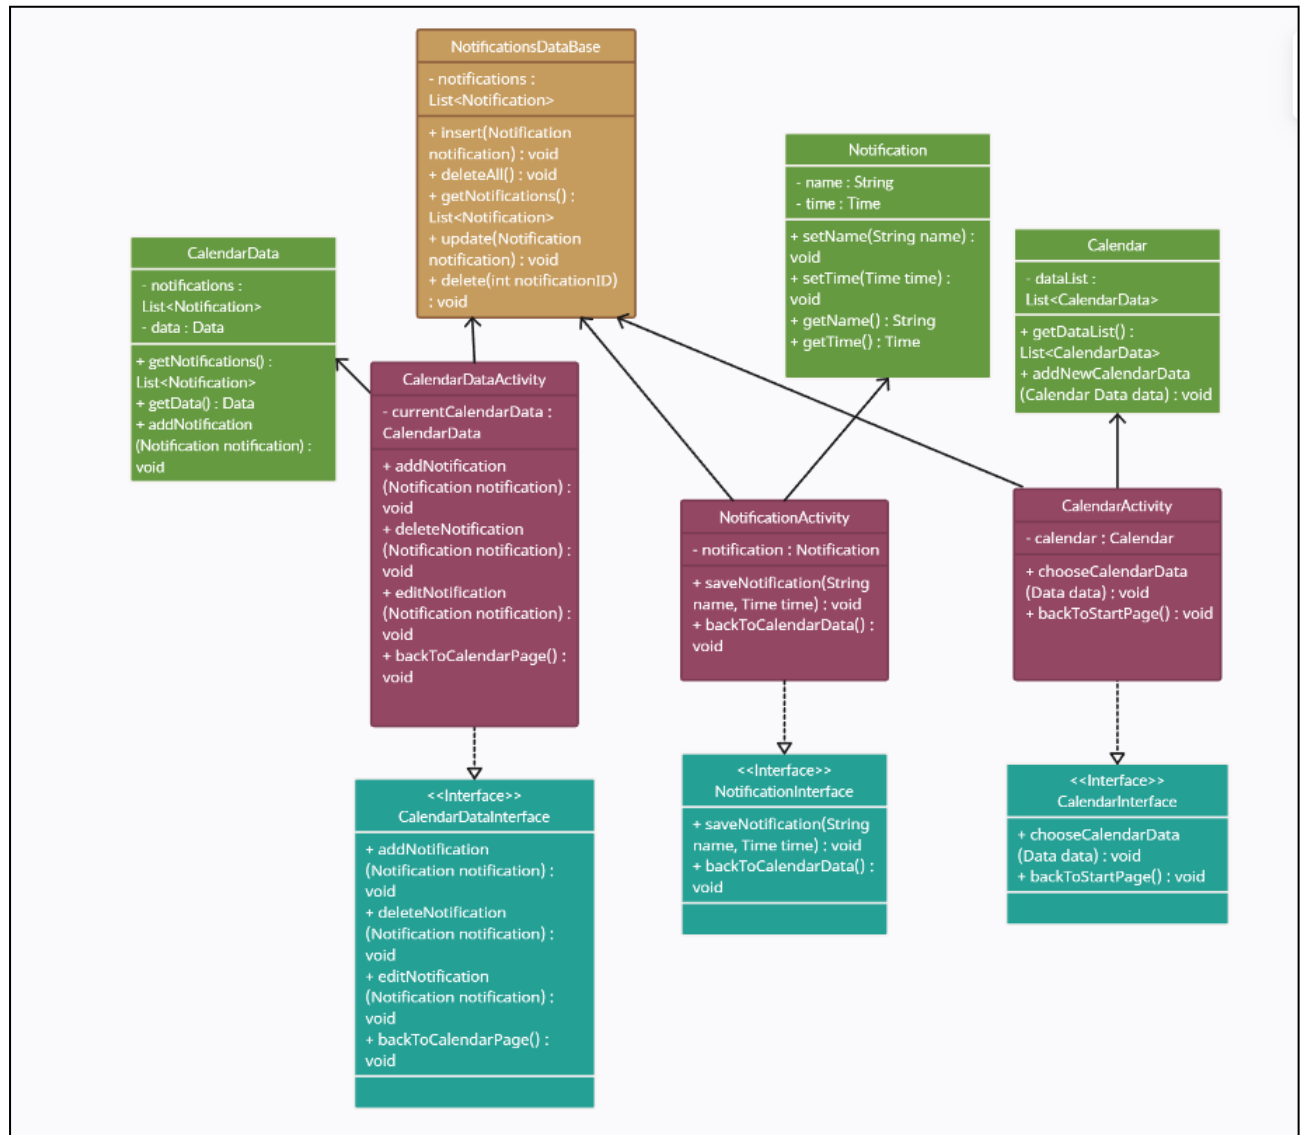 NotificationsDataBase
- notifications :
List<Notification>
+ insert(Notification
notification) : void
+ deleteAll() : void
+ getNotifications() :
List<Notification>
+ update(Notification
notification) : void
+ delete(int notificationID)
: void
Notification
- name : String
- time : Time
+ setName(String name) :
void
+ setTime(Time time) :
void
+ getName() : String
+ getTime() : Time
CalendarData
- notifications :
List<Notification>
- data : Data
+ getNotifications() :
List<Notification>
+ getData() : Data
+ addNotification
(Notification notification) :
void
Calendar
- dataList :
List<CalendarData>
+ getDataList() :
List<CalendarData>
+ addNewCalendarData
(Calendar Data data) : void
CalendarDataActivity
- currentCalendarData :
CalendarData
+ addNotification
(Notification notification) :
void
+ deleteNotification
(Notification notification) :
void
+ editNotification
(Notification notification) :
void
+ backToCalendarPage() :
void
NotificationActivity
- notification : Notification
+ saveNotification(String
name, Time time) : void
+ backToCalendarData() :
void
CalendarActivity
- calendar : Calendar
+ chooseCalendarData
(Data data) : void
+ backToStartPage() : void
<<Interface>>
CalendarDataInterface
+ addNotification
(Notification notification) :
void
+ deleteNotification
(Notification notification) :
void
+ editNotification
(Notification notification) :
void
+ backToCalendarPage() :
void
<<Interface>>
NotificationInterface
+ saveNotification(String
name, Time time) : void
+ backToCalendarData() :
void
<<Interface>>
CalendarInterface
+ chooseCalendarData
(Data data) : void
+ backToStartPage() : void